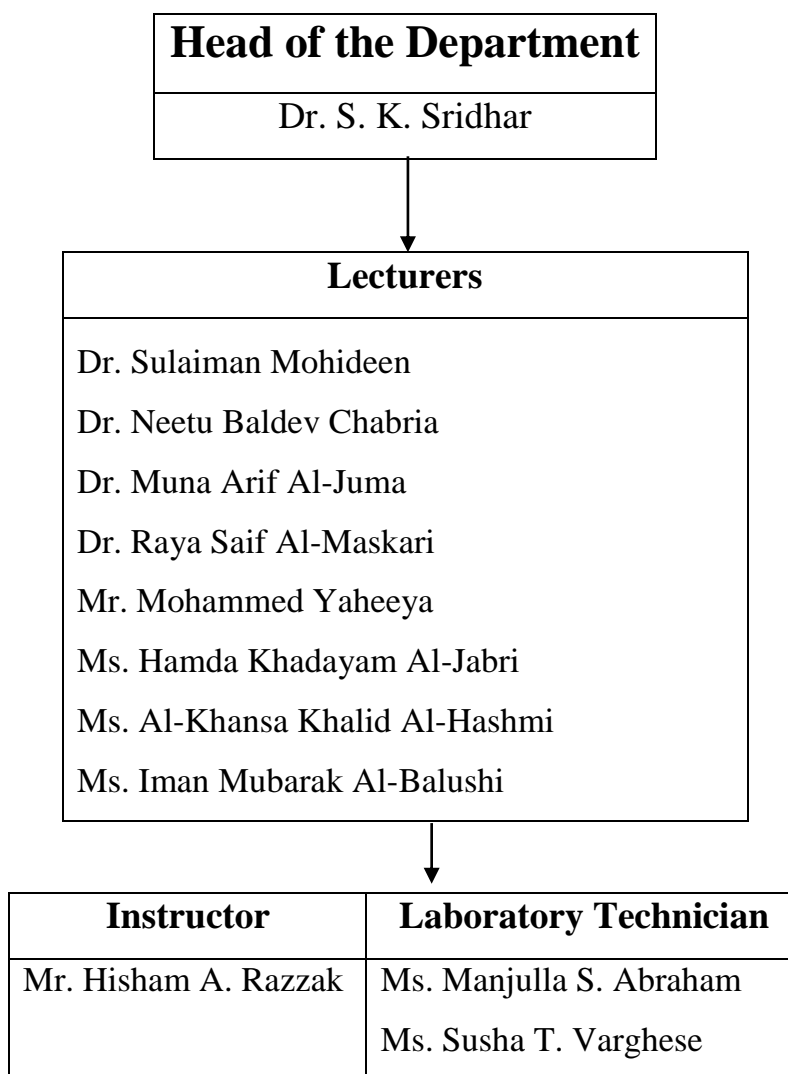 Head of the Department
Dr. S. K. Sridhar
Lecturers
Dr. Sulaiman Mohideen
Dr. Neetu Baldev Chabria
Dr. Muna Arif Al-Juma
Dr. Raya Saif Al-Maskari
Mr. Mohammed Yaheeya
Ms. Hamda Khadayam Al-Jabri
Ms. Al-Khansa Khalid Al-Hashmi
Ms. Iman Mubarak Al-Balushi
Instructor
Mr. Hisham A. Razzak
Laboratory Technician
Ms. Manjulla S. Abraham
Ms. Susha T. Varghese